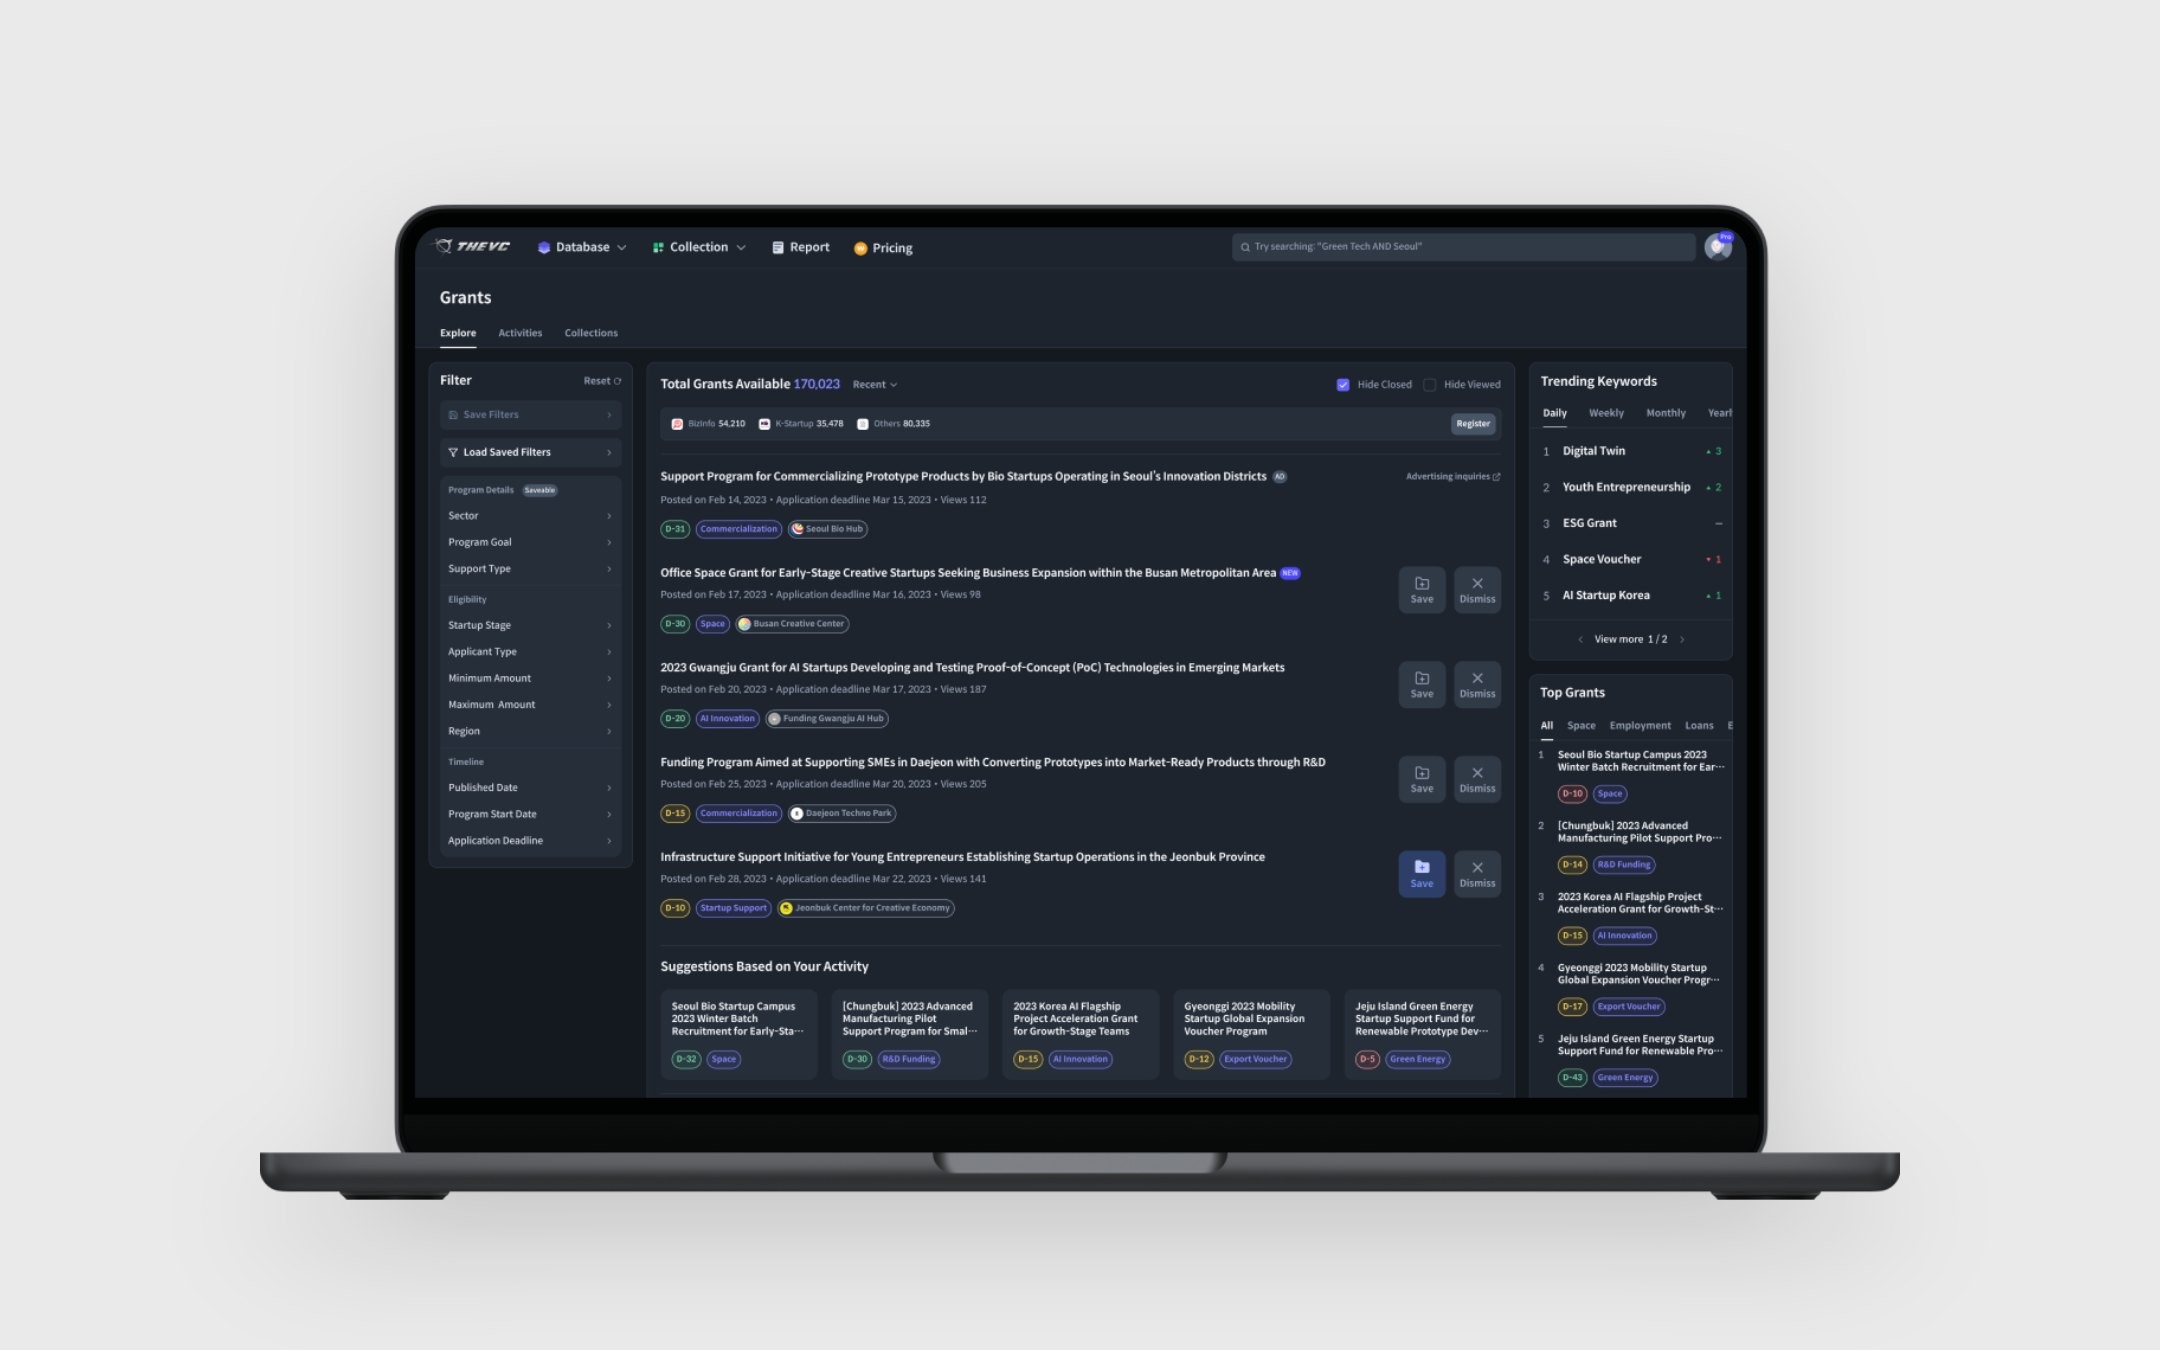 THEVC
Database
Collection
Report
Pricing
Try searching: "Green Tech AND Seoul"
Pro
Grants
Explore
Activities
Collections
Filter
Reset
Save Filters
Load Saved Filters
Program Details
Saveable
Sector
Program Goal
Support Type
Eligibility
Startup Stage
Applicant Type
Minimum Amount
Maximum Amount
Region
Timeline
Published Date
Program Start Date
Application Deadline
Total Grants Available 170,023
Recent
Hide Closed
Hide Viewed
BizInfo 54,210
K-Startup 35,478
Others 80,335
Register
Support Program for Commercializing Prototype Products by Bio Startups Operating in Seoul's Innovation Districts AD
Advertising inquiries
Posted on Feb 14, 2023 • Application deadline Mar 15, 2023 • Views 112
D-31 Commercialization Seoul Bio Hub
Office Space Grant for Early-Stage Creative Startups Seeking Business Expansion within the Busan Metropolitan Area NEW
Posted on Feb 17, 2023 • Application deadline Mar 16, 2023 • Views 98
D-30 Space Busan Creative Center
Save
Dismiss
2023 Gwangju Grant for AI Startups Developing and Testing Proof-of-Concept (PoC) Technologies in Emerging Markets
Posted on Feb 20, 2023 • Application deadline Mar 17, 2023 • Views 187
D-20 AI Innovation Funding Gwangju AI Hub
Save
Dismiss
Funding Program Aimed at Supporting SMEs in Daejeon with Converting Prototypes into Market-Ready Products through R&D
Posted on Feb 25, 2023 • Application deadline Mar 20, 2023 • Views 205
D-15 Commercialization Daejeon Techno Park
Save
Dismiss
Infrastructure Support Initiative for Young Entrepreneurs Establishing Startup Operations in the Jeonbuk Province
Posted on Feb 28, 2023 • Application deadline Mar 22, 2023 • Views 141
D-10 Startup Support Jeonbuk Center for Creative Economy
Save
Dismiss
Suggestions Based on Your Activity
Seoul Bio Startup Campus
2023 Winter Batch
Recruitment for Early-Sta···
D-32 Space
[Chungbuk] 2023 Advanced
Manufacturing Pilot
Support Program for Smal···
D-30 R&D Funding
2023 Korea AI Flagship
Project Acceleration Grant
for Growth-Stage Teams
D-15 AI Innovation
Gyeonggi 2023 Mobility
Startup Global Expansion
Voucher Program
D-12 Export Voucher
Jeju Island Green Energy
Startup Support Fund for
Renewable Prototype Dev···
D-5 Green Energy
Trending Keywords
Daily
Weekly
Monthly
Yearl
1 Digital Twin 3
2 Youth Entrepreneurship 2
3 ESG Grant –
4 Space Voucher 1
5 AI Startup Korea 1
View more 1 / 2
Top Grants
All
Space
Employment
Loans
E
1 Seoul Bio Startup Campus 2023
Winter Batch Recruitment for Ear···
D-10 Space
2 [Chungbuk] 2023 Advanced
Manufacturing Pilot Support Pro···
D-14 R&D Funding
3 2023 Korea AI Flagship Project
Acceleration Grant for Growth-St···
D-15 AI Innovation
4 Gyeonggi 2023 Mobility Startup
Global Expansion Voucher Progr···
D-17 Export Voucher
5 Jeju Island Green Energy Startup
Support Fund for Renewable Pro···
D-43 Green Energy